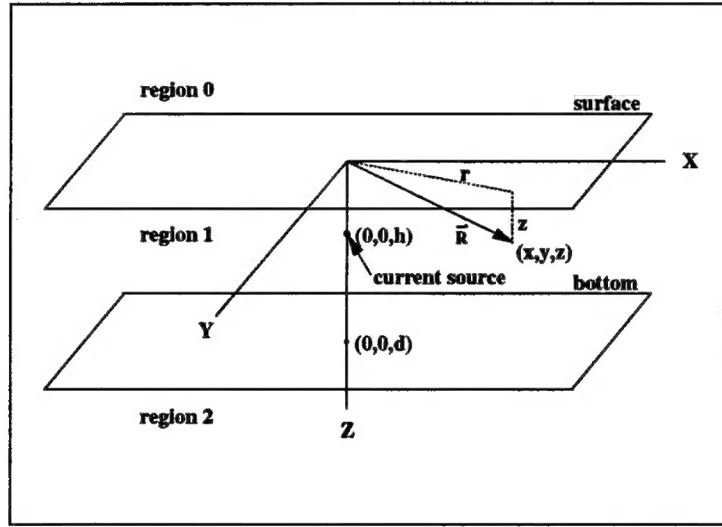 region 0
surface
X
r
z
region 1
(0,0,h)
R
(x,y,z)
current source
bottom
Y
(0,0,d)
region 2
Z